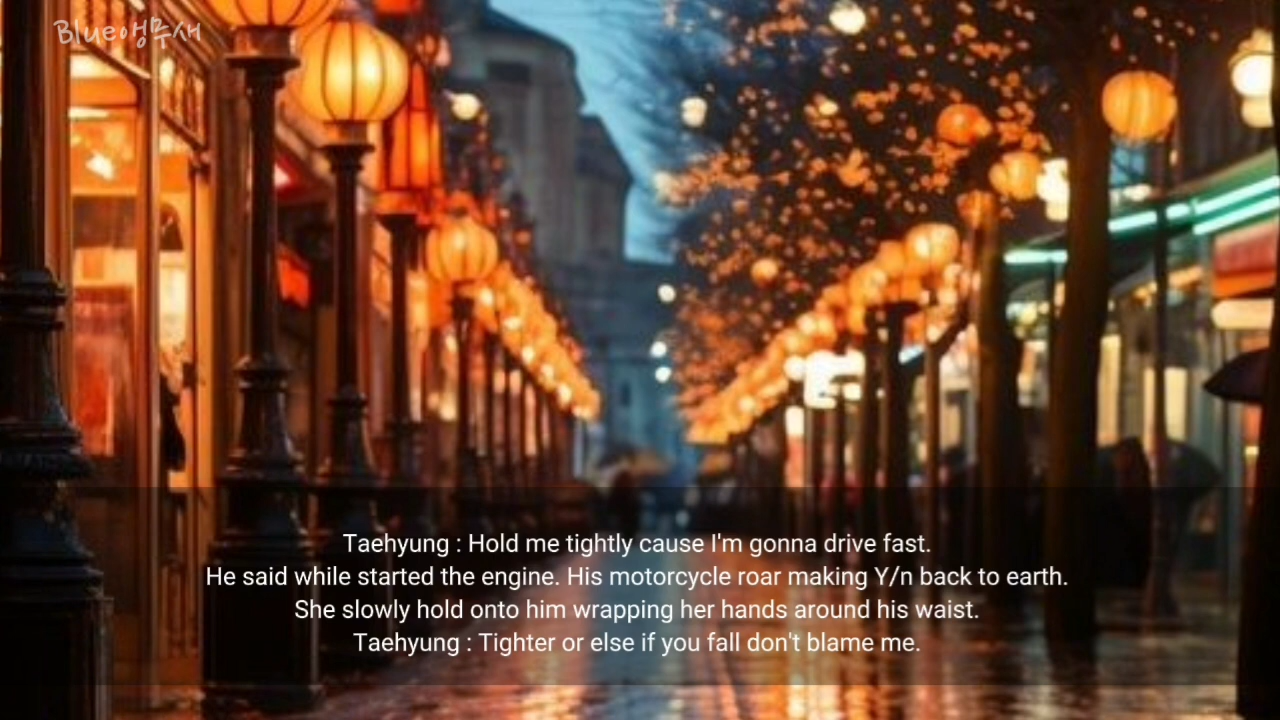 Blue앵무새
Taehyung : Hold me tightly cause I'm gonna drive fast.
He said while started the engine. His motorcycle roar making Y/n back to earth.
She slowly hold onto him wrapping her hands around his waist.
Taehyung : Tighter or else if you fall don't blame me.